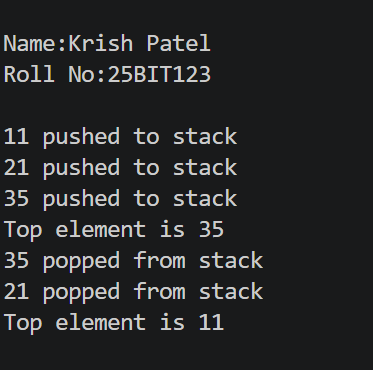 Name:Krish Patel
Roll No:25BIT123
11 pushed to stack
21 pushed to stack
35 pushed to stack
Top element is 35
35 popped from stack
21 popped from stack
Top element is 11